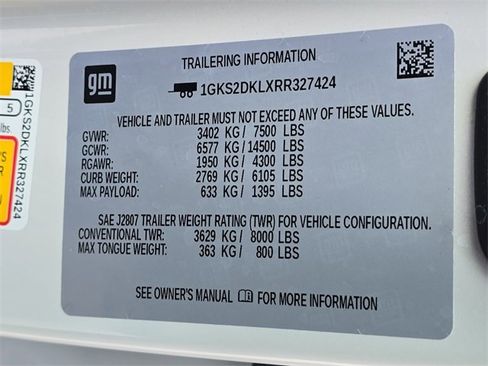 TRAILERING INFORMATION
gm
1GKS2DKLXRR327424
VEHICLE AND TRAILER MUST NOT EXCEED ANY OF THESE VALUES.
GVWR: 3402 KG / 7500 LBS
GCWR: 6577 KG / 14500 LBS
RGAWR: 1950 KG / 4300 LBS
CURB WEIGHT: 2769 KG / 6105 LBS
MAX PAYLOAD: 633 KG / 1395 LBS
SAE J2807 TRAILER WEIGHT RATING (TWR) FOR VEHICLE CONFIGURATION.
CONVENTIONAL TWR: 3629 KG / 8000 LBS
MAX TONGUE WEIGHT: 363 KG / 800 LBS
SEE OWNER'S MANUAL FOR MORE INFORMATION
5
lbs.
1GKS2DKLXRR327424